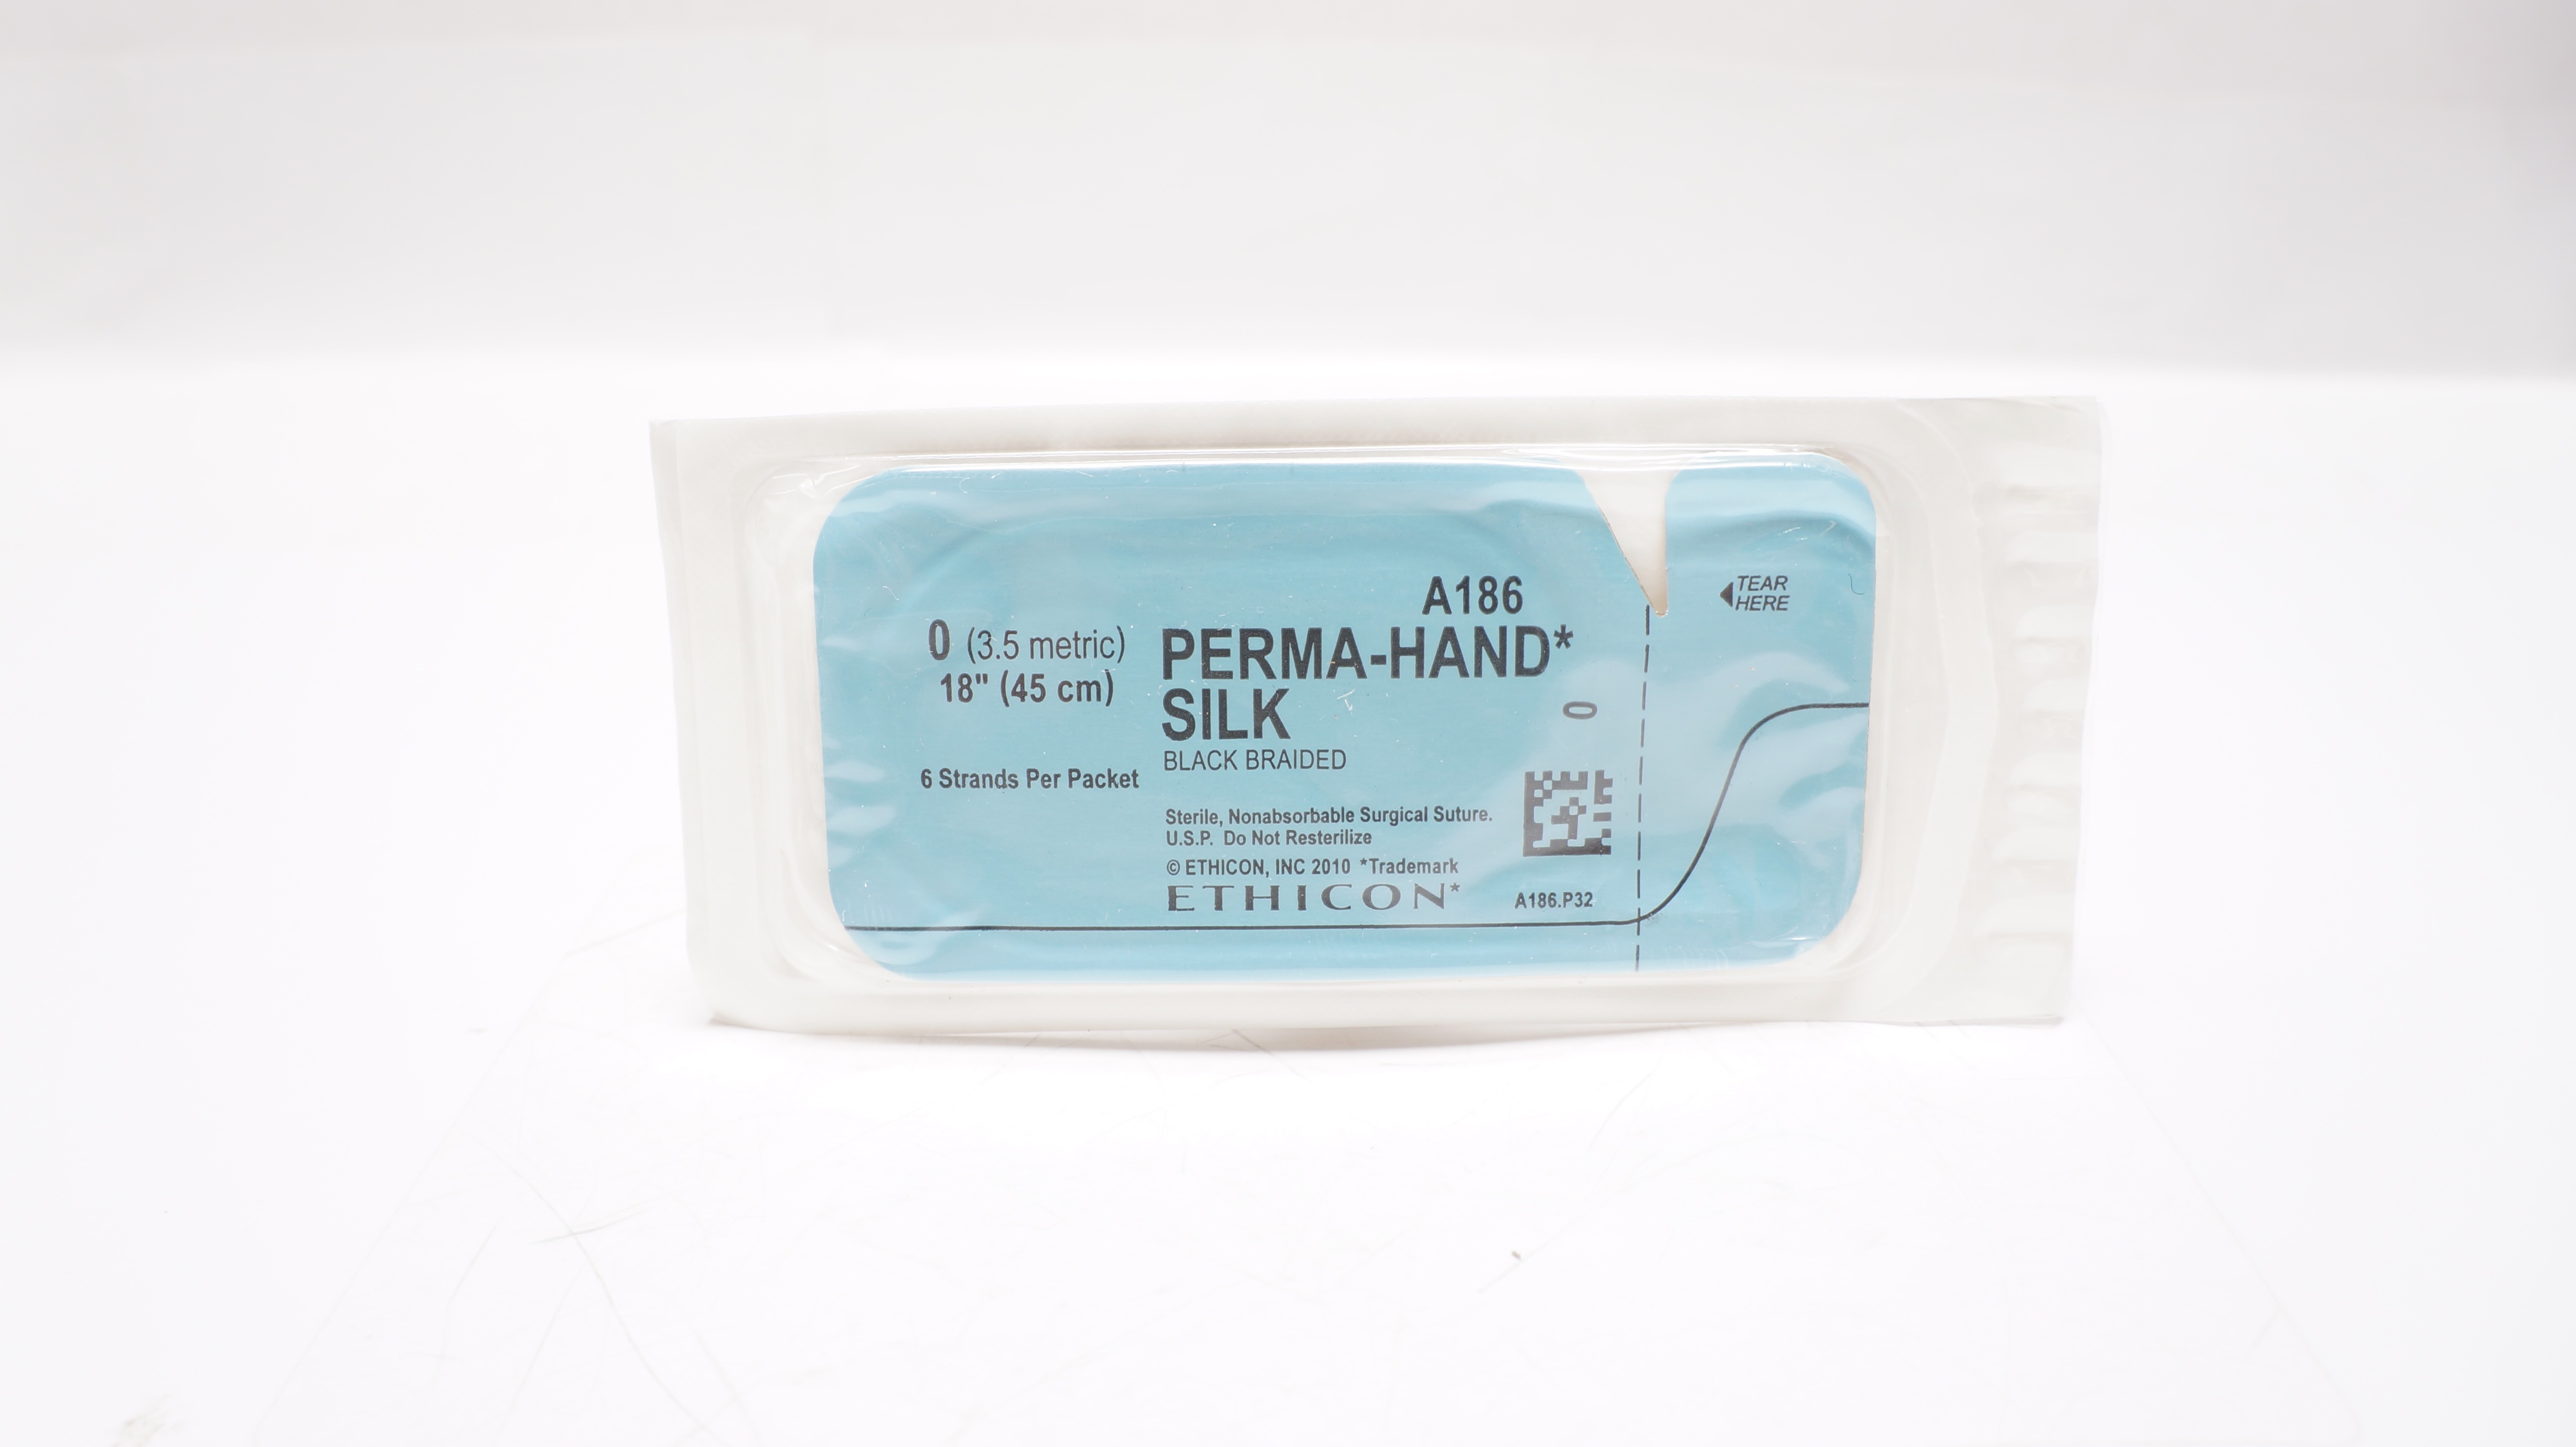 A186
0 (3.5 metric)
18" (45 cm)
6 Strands Per Packet
PERMA-HAND*
SILK
BLACK BRAIDED
0
Sterile, Nonabsorbable Surgical Suture.
U.S.P. Do Not Resterilize
© ETHICON, INC 2010 *Trademark
ETHICON*
A186.P32
TEAR
HERE